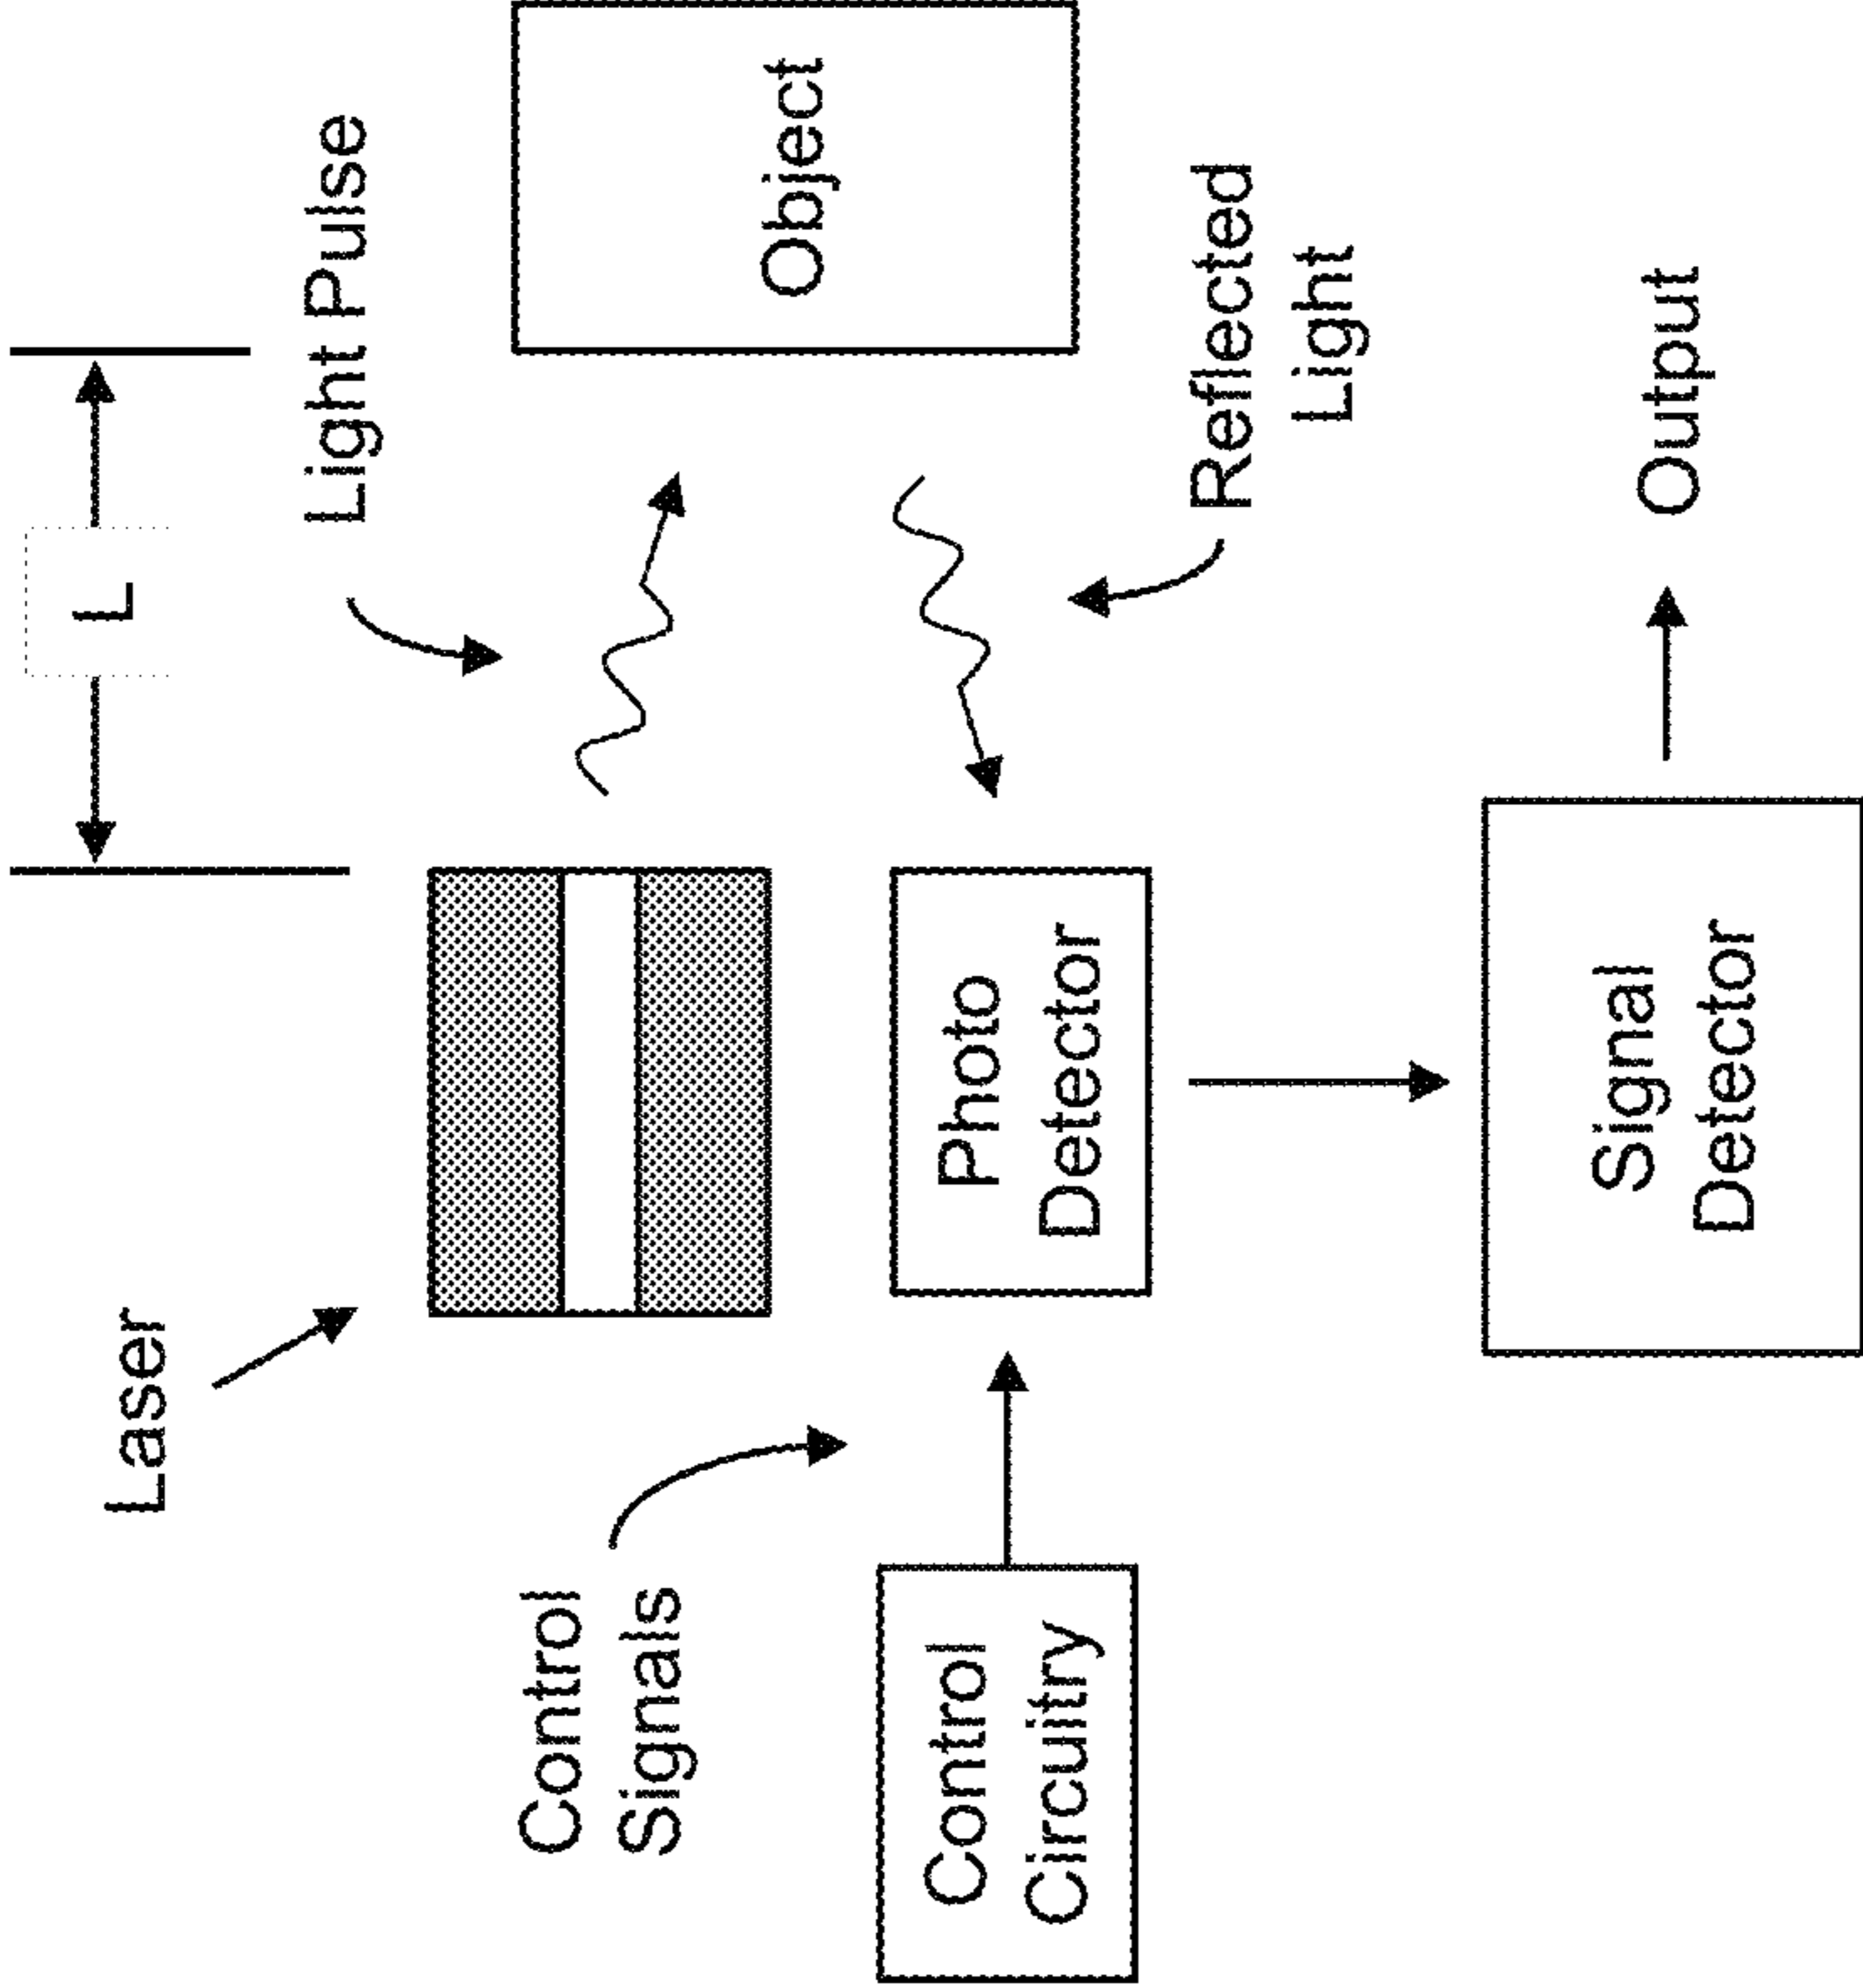 L
Laser
Light Pulse
Object
Control
Signals
Photo
Detector
Control
Circuitry
Reflected
Light
Signal
Detector
Output